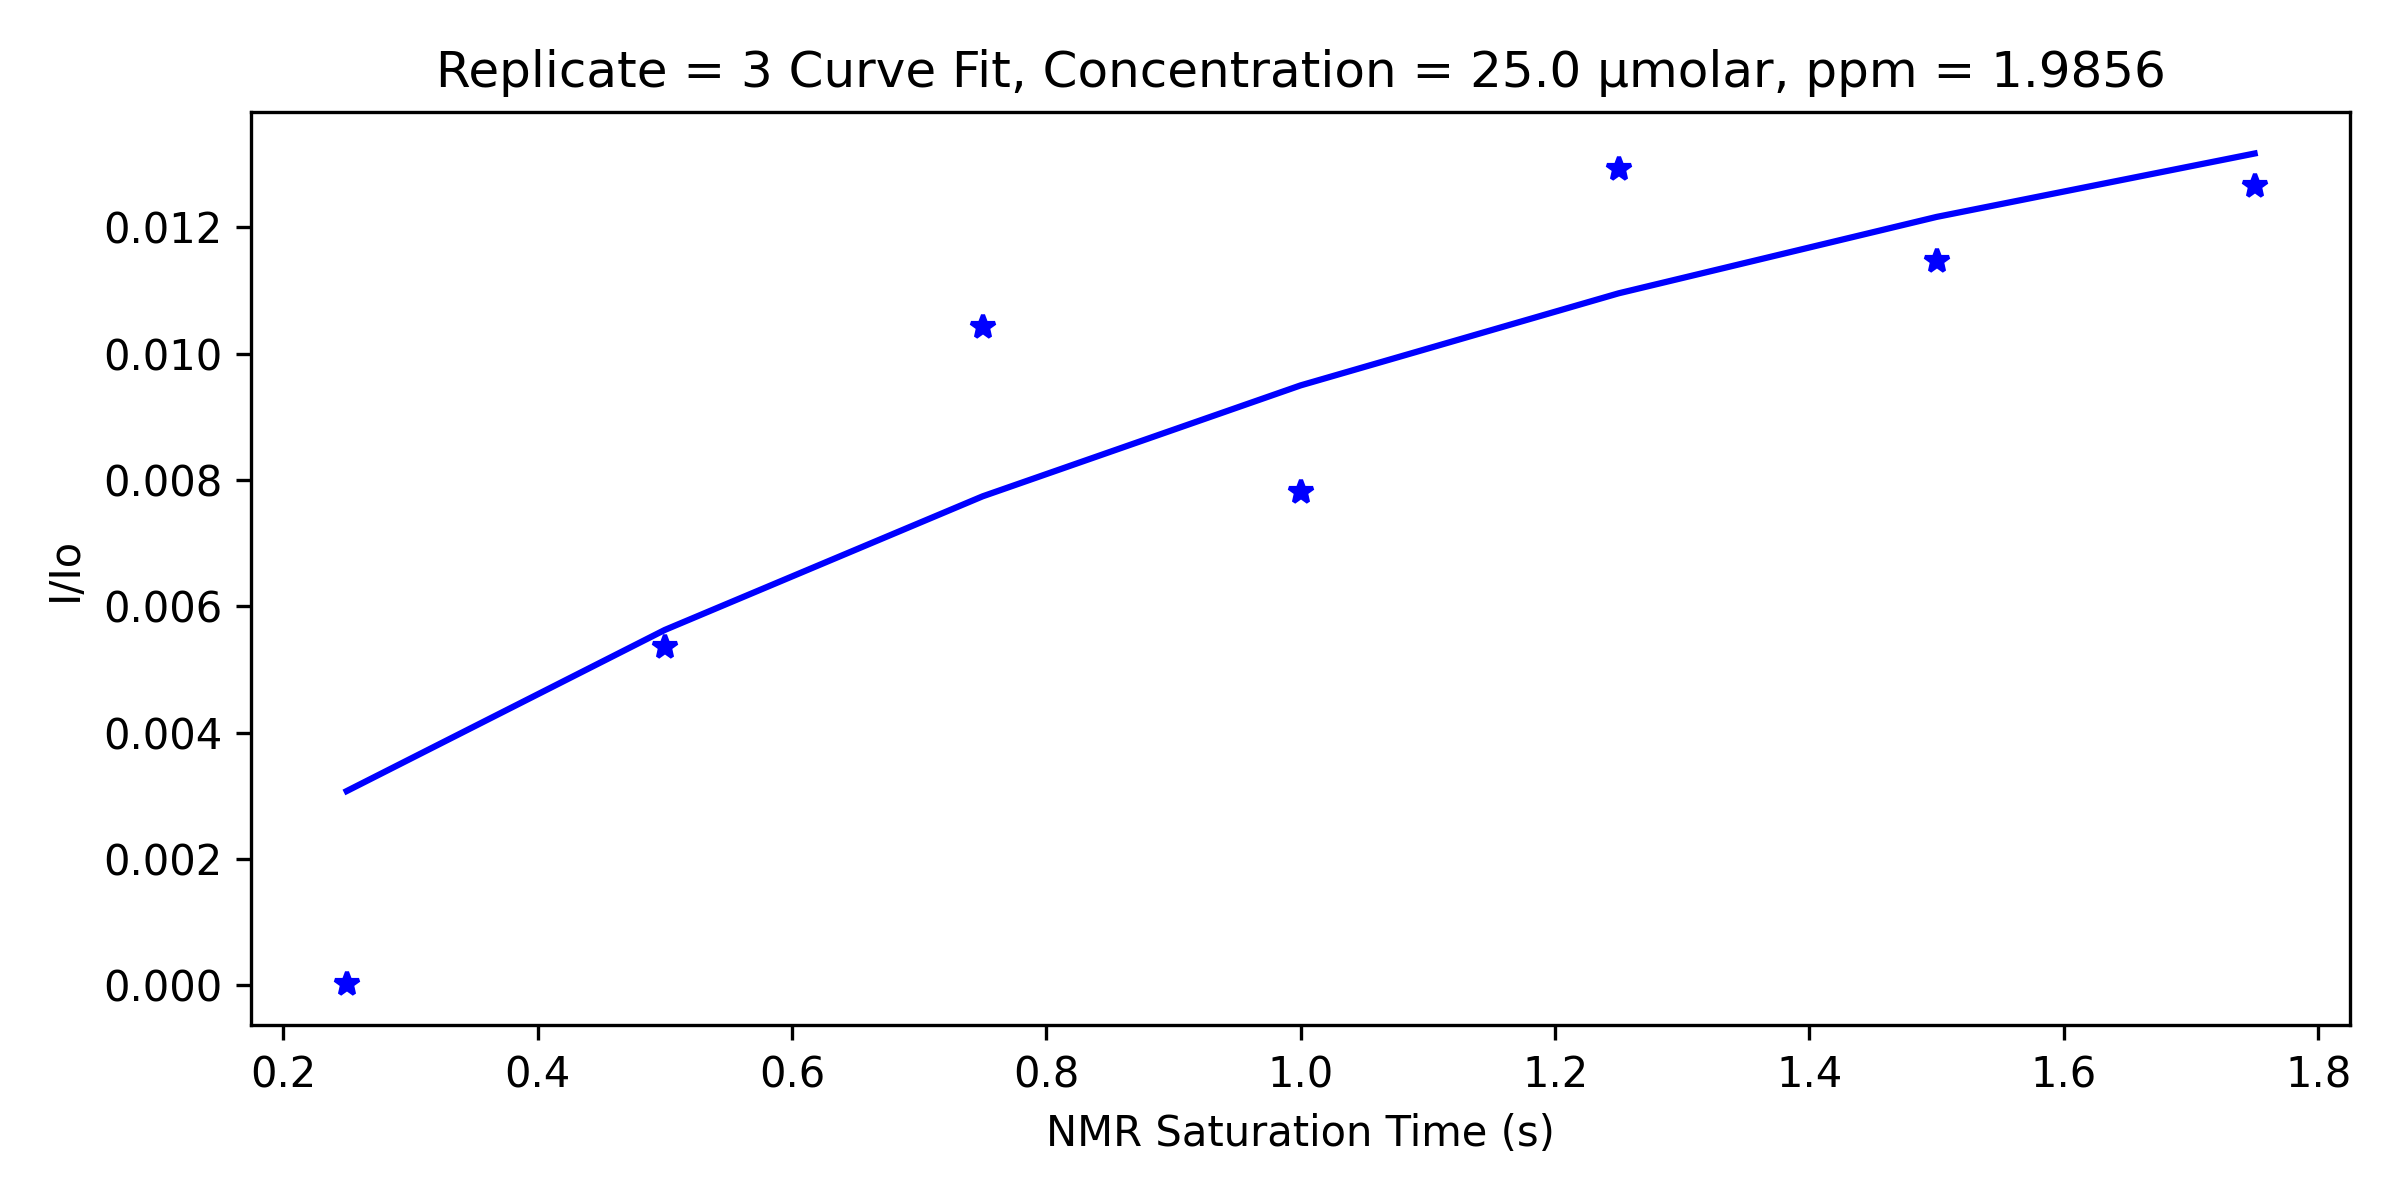 Replicate = 3 Curve Fit, Concentration = 25.0 µmolar, ppm = 1.9856
0.012
0.010
0.008
0.006
0.004
0.002
0.000
I/Io
0.2 0.4 0.6 0.8 1.0 1.2 1.4 1.6 1.8
NMR Saturation Time (s)